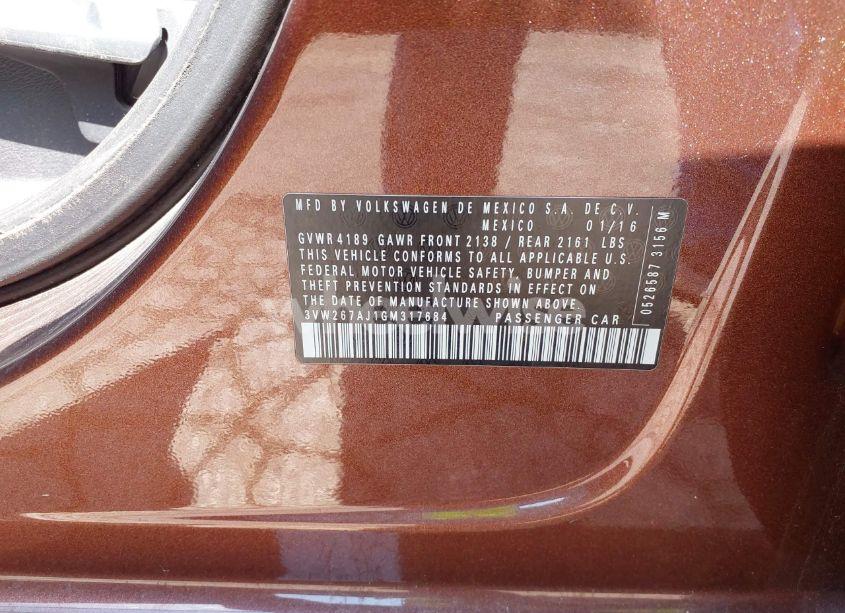 MFD BY VOLKSWAGEN DE MEXICO S.A. DE C.V.
MEXICO 01/16
GVWR 4189 GAWR FRONT 2138 / REAR 2161 LBS
THIS VEHICLE CONFORMS TO ALL APPLICABLE U.S.
FEDERAL MOTOR VEHICLE SAFETY, BUMPER AND
THEFT PREVENTION STANDARDS IN EFFECT ON
THE DATE OF MANUFACTURE SHOWN ABOVE.
3VW267AJ1GM317684 PASSENGER CAR
0526587 3156 M